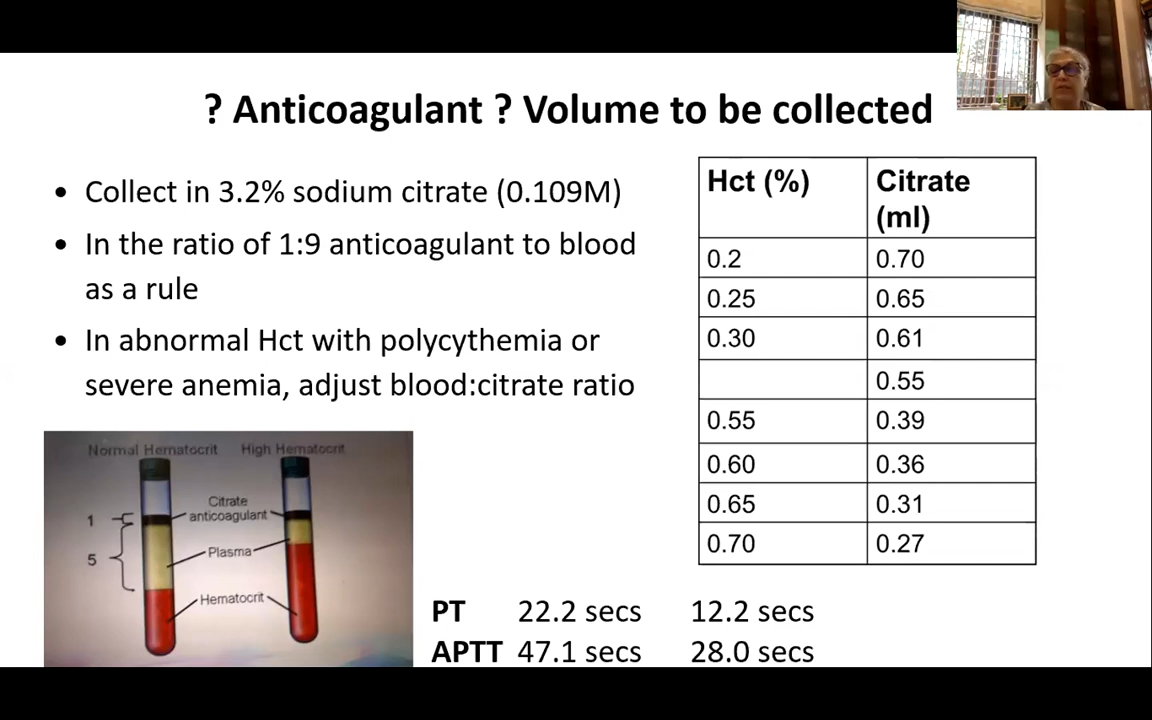 ? Anticoagulant ? Volume to be collected
• Collect in 3.2% sodium citrate (0.109M)
• In the ratio of 1:9 anticoagulant to blood
as a rule
• In abnormal Hct with polycythemia or
severe anemia, adjust blood:citrate ratio
Hct (%) Citrate
(ml)
0.2 0.70
0.25 0.65
0.30 0.61
0.55
0.55 0.39
0.60 0.36
0.65 0.31
0.70 0.27
Normal Hematocrit High Hematocrit
Citrate
1 anticoagulant
Plasma
5
Hematocrit
PT 22.2 secs 12.2 secs
APTT 47.1 secs 28.0 secs